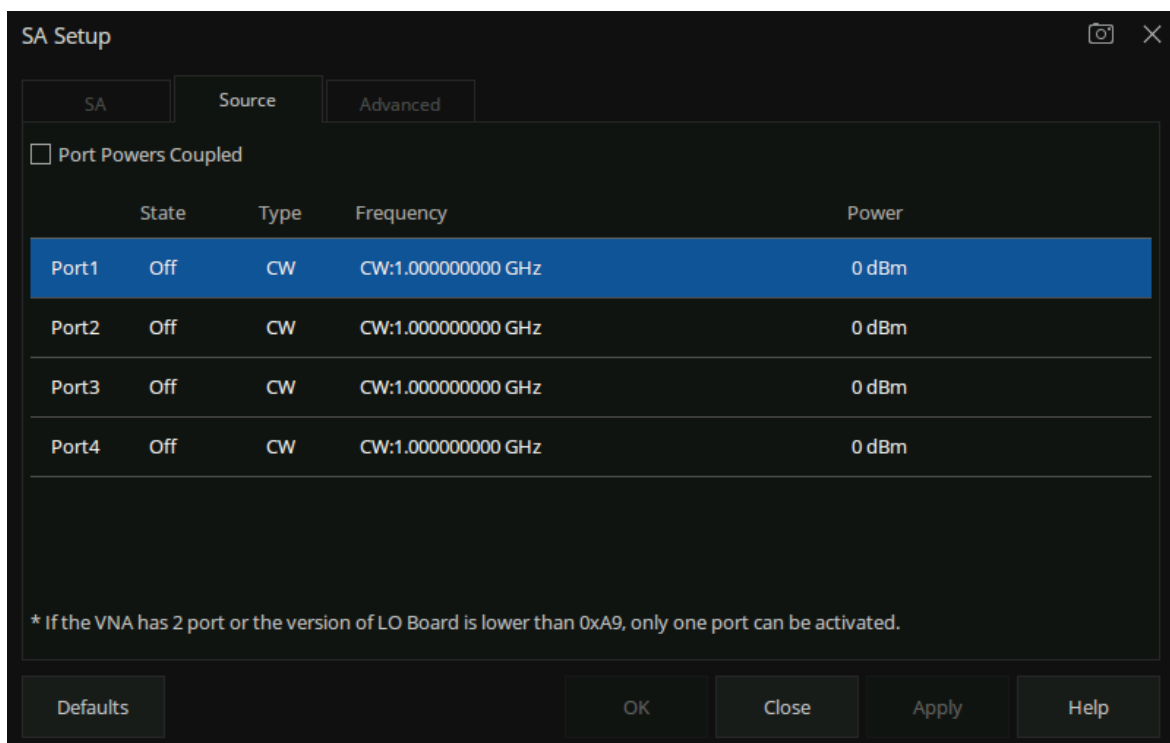 SA Setup
SA Source Advanced
Port Powers Coupled
State Type Frequency Power
Port1 Off CW CW:1.000000000 GHz 0 dBm
Port2 Off CW CW:1.000000000 GHz 0 dBm
Port3 Off CW CW:1.000000000 GHz 0 dBm
Port4 Off CW CW:1.000000000 GHz 0 dBm
* If the VNA has 2 port or the version of LO Board is lower than 0xA9, only one port can be activated.
Defaults OK Close Apply Help